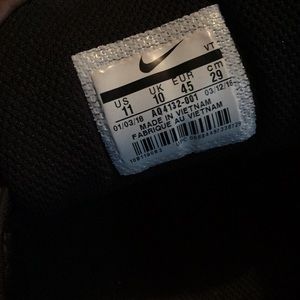 VT
US UK EUR cm
11 10 45 29
01/03/18 AQ4132-001 03/12/18
MADE IN VIETNAM
FABRIQUE AU VIETNAM